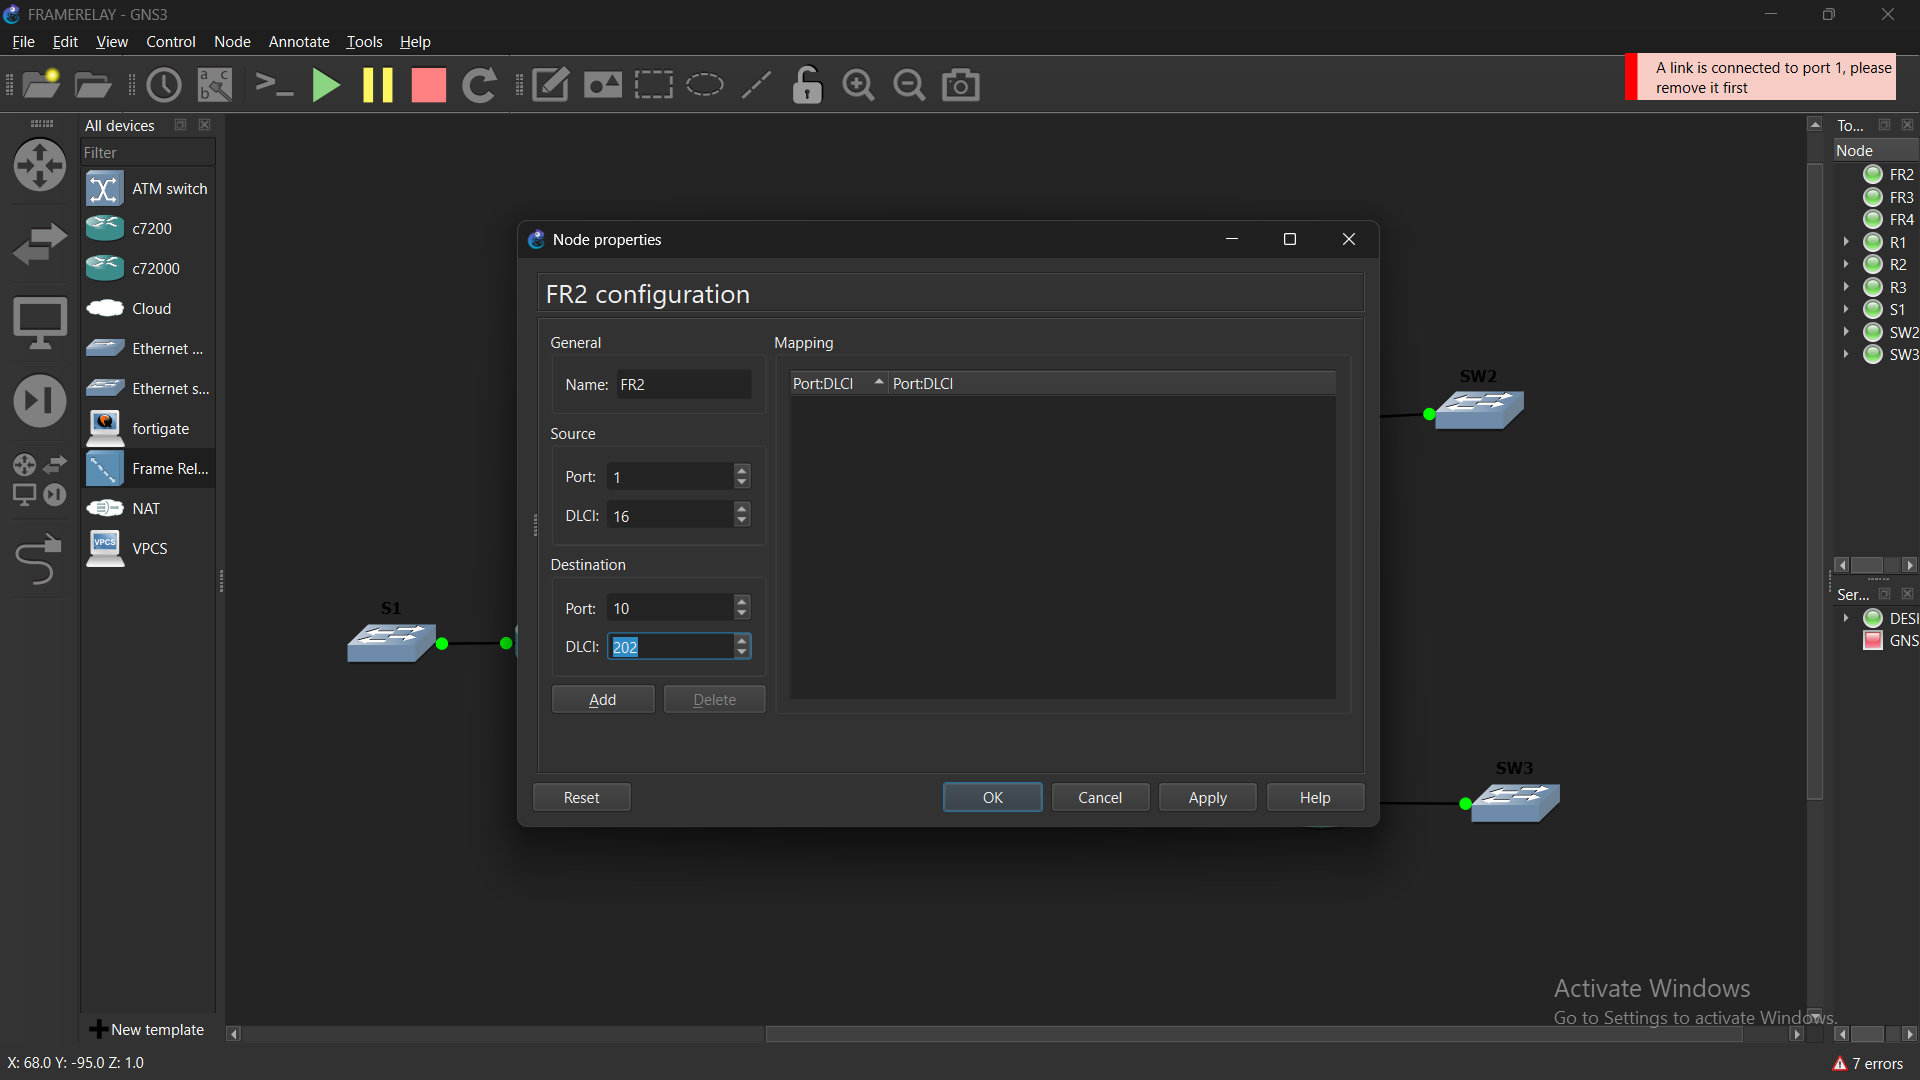 FRAMERELAY - GNS3
File Edit View Control Node Annotate Tools Help
A link is connected to port 1, please
remove it first
All devices
Filter
ATM switch
c7200
c72000
Cloud
Ethernet ...
Ethernet s...
fortigate
Frame Rel...
NAT
VPCS
VPCS
New template
S1
SW2
SW3
Node properties
FR2 configuration
General
Name: FR2
Source
Port: 1
DLCI: 16
Destination
Port: 10
DLCI: 202
Add Delete
Mapping
Port:DLCI Port:DLCI
Reset OK Cancel Apply Help
To...
Node
FR2
FR3
FR4
R1
R2
R3
S1
SW2
SW3
Ser...
DESI
GNS
Activate Windows
Go to Settings to activate Windows.
X: 68.0 Y: -95.0 Z: 1.0
7 errors